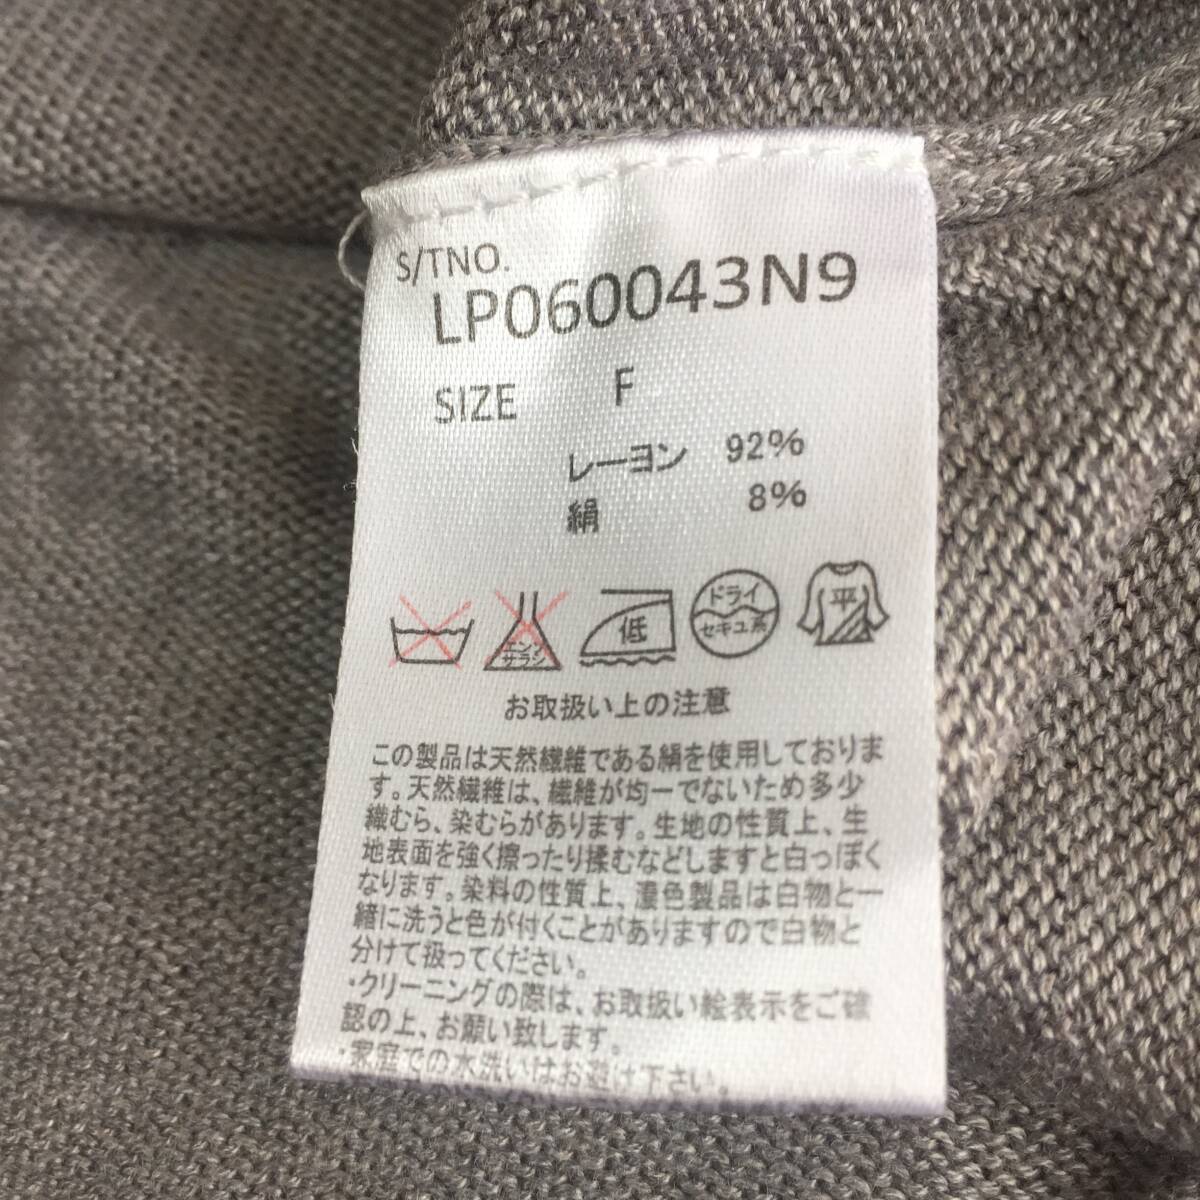 S/TNO.
LP060043N9
SIZE F
レーヨン 92%
絹 8%
エンソ
サラシ
低
ドライ
セキユ系
平
お取扱い上の注意
この製品は天然繊維である絹を使用しておりま
す。天然繊維は、繊維が均一でないため多少
織むら、染むらがあります。生地の性質上、生
地表面を強く擦ったり揉むなどしますと白っぽく
なります。染料の性質上、濃色製品は白物と一
緒に洗うと色が付くことがありますので白物と
分けて扱ってください。
・クリーニングの際は、お取扱い絵表示をご確
認の上、お願い致します。
・家庭での水洗いはお避け下さい。